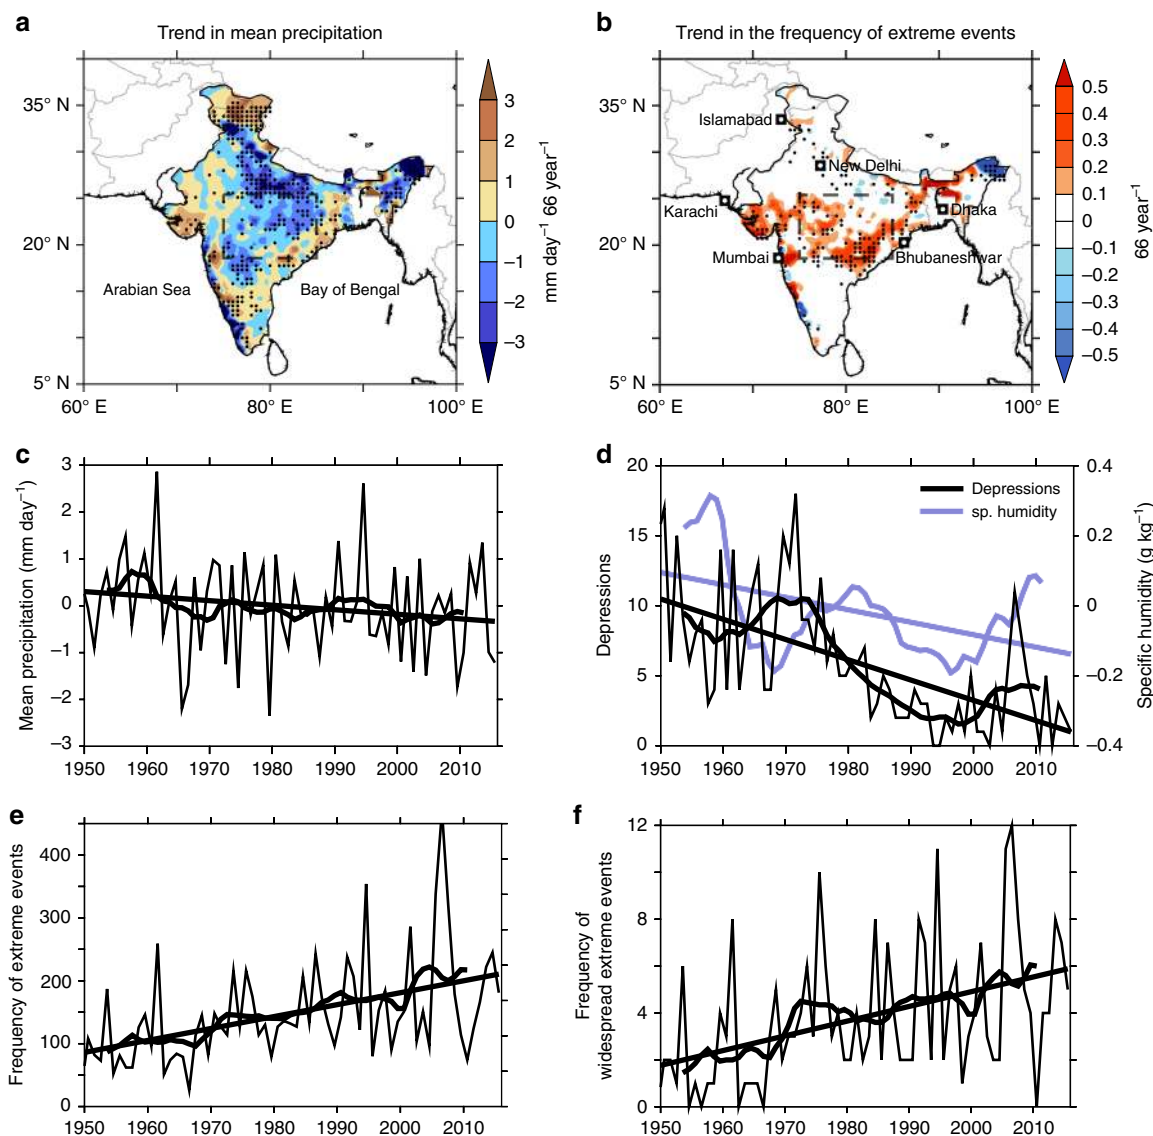 a
Trend in mean precipitation
35° N
20° N
5° N
60° E
80° E
100° E
Arabian Sea
Bay of Bengal
3
2
1
0
−1
−2
−3
mm day⁻¹ 66 year⁻¹
b
Trend in the frequency of extreme events
Islamabad
New Delhi
Karachi
Dhaka
Mumbai
Bhubaneshwar
60° E
80° E
100° E
35° N
20° N
5° N
0.5
0.4
0.3
0.2
0.1
0
−0.1
−0.2
−0.3
−0.4
−0.5
66 year⁻¹
c
Mean precipitation (mm day⁻¹)
3
2
1
0
−1
−2
−3
1950 1960 1970 1980 1990 2000 2010
d
Depressions
20
15
10
5
0
Depressions
sp. humidity
0.4
0.2
0
−0.2
−0.4
Specific humidity (g kg⁻¹)
1950 1960 1970 1980 1990 2000 2010
e
Frequency of extreme events
400
300
200
100
0
1950 1960 1970 1980 1990 2000 2010
f
Frequency of
widespread extreme events
12
8
4
0
1950 1960 1970 1980 1990 2000 2010